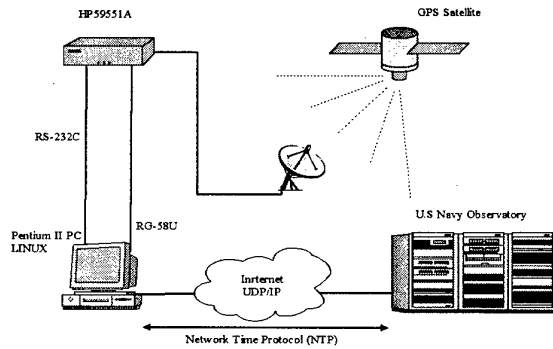 HP59551A
GPS Satellite
RS-232C
U.S Navy Observatory
Pentium II PC
LINUX
RG-58U
Inrternet
UDP/IP
Network Time Protocol (NTP)